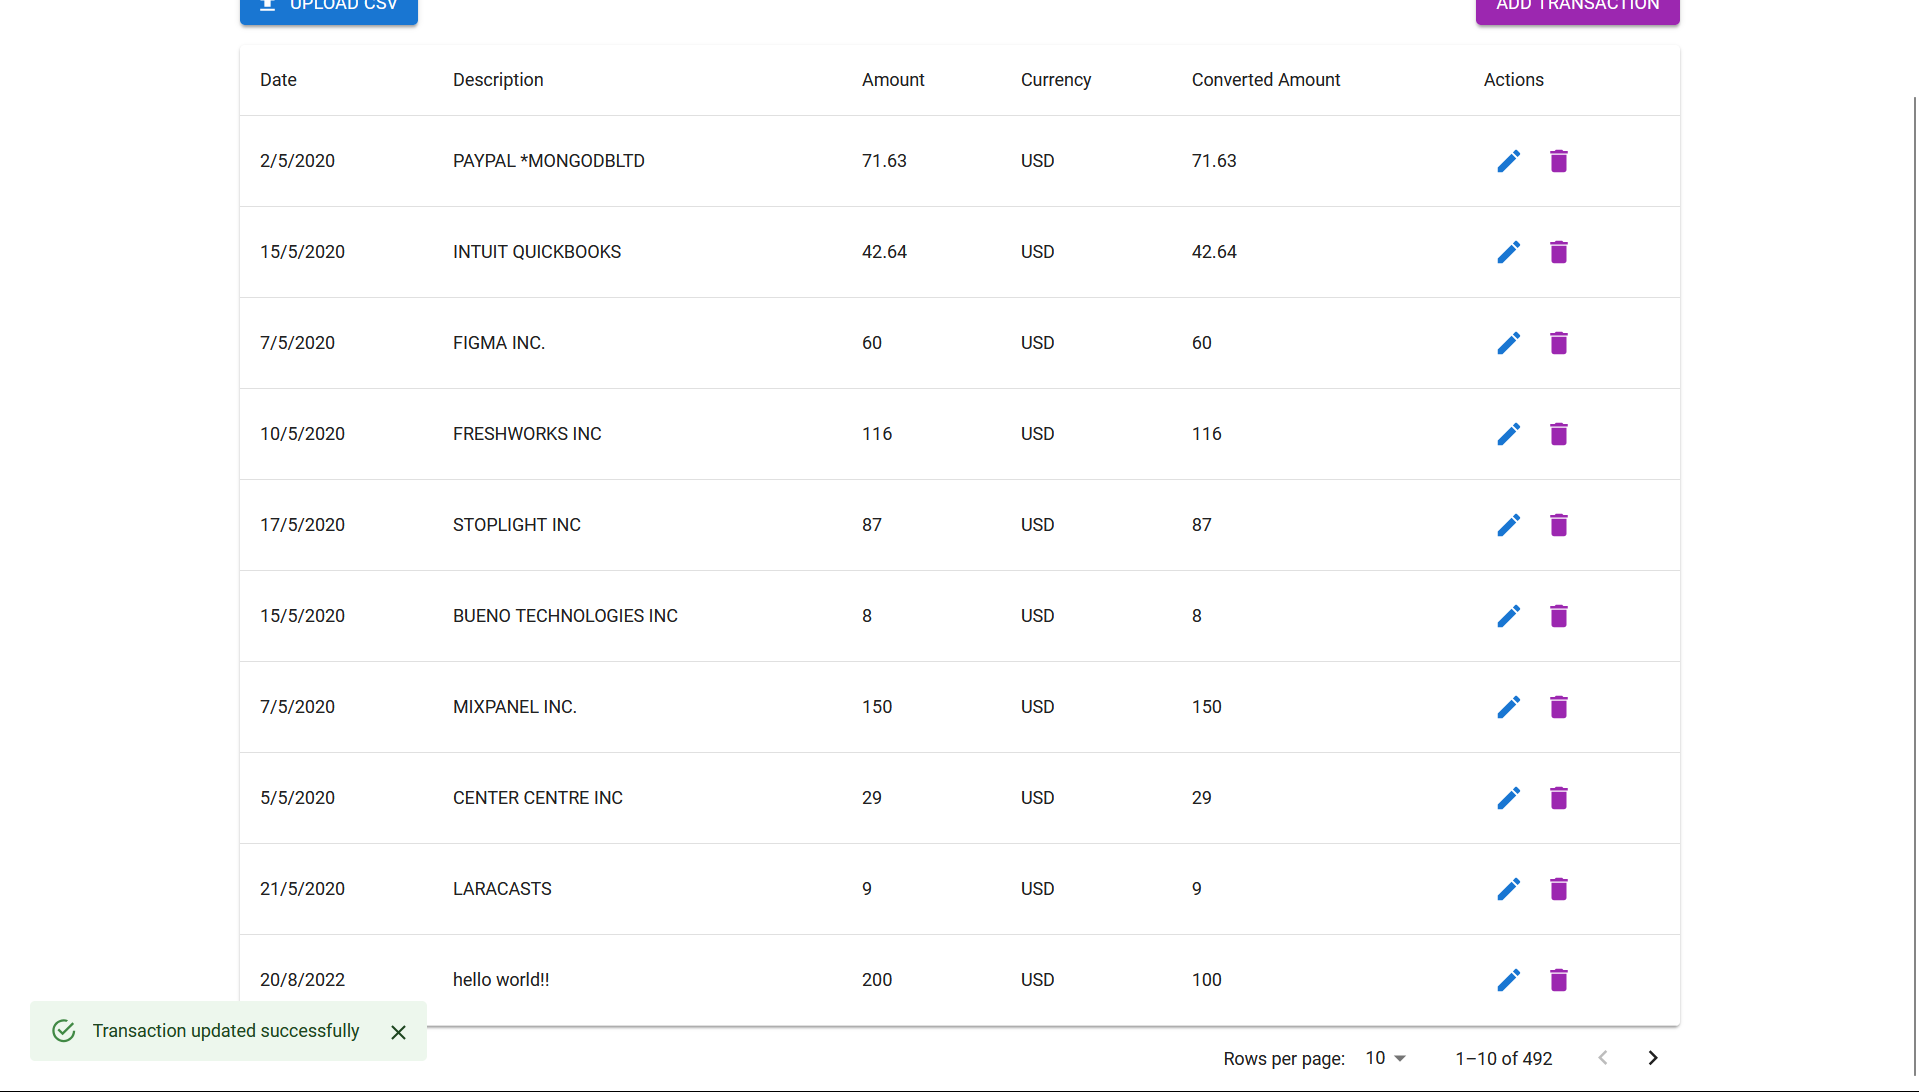 UPLOAD CSV
ADD TRANSACTION
Date Description Amount Currency Converted Amount Actions
2/5/2020 PAYPAL *MONGODBLTD 71.63 USD 71.63
15/5/2020 INTUIT QUICKBOOKS 42.64 USD 42.64
7/5/2020 FIGMA INC. 60 USD 60
10/5/2020 FRESHWORKS INC 116 USD 116
17/5/2020 STOPLIGHT INC 87 USD 87
15/5/2020 BUENO TECHNOLOGIES INC 8 USD 8
7/5/2020 MIXPANEL INC. 150 USD 150
5/5/2020 CENTER CENTRE INC 29 USD 29
21/5/2020 LARACASTS 9 USD 9
20/8/2022 hello world!! 200 USD 100
Transaction updated successfully
Rows per page: 10 1–10 of 492